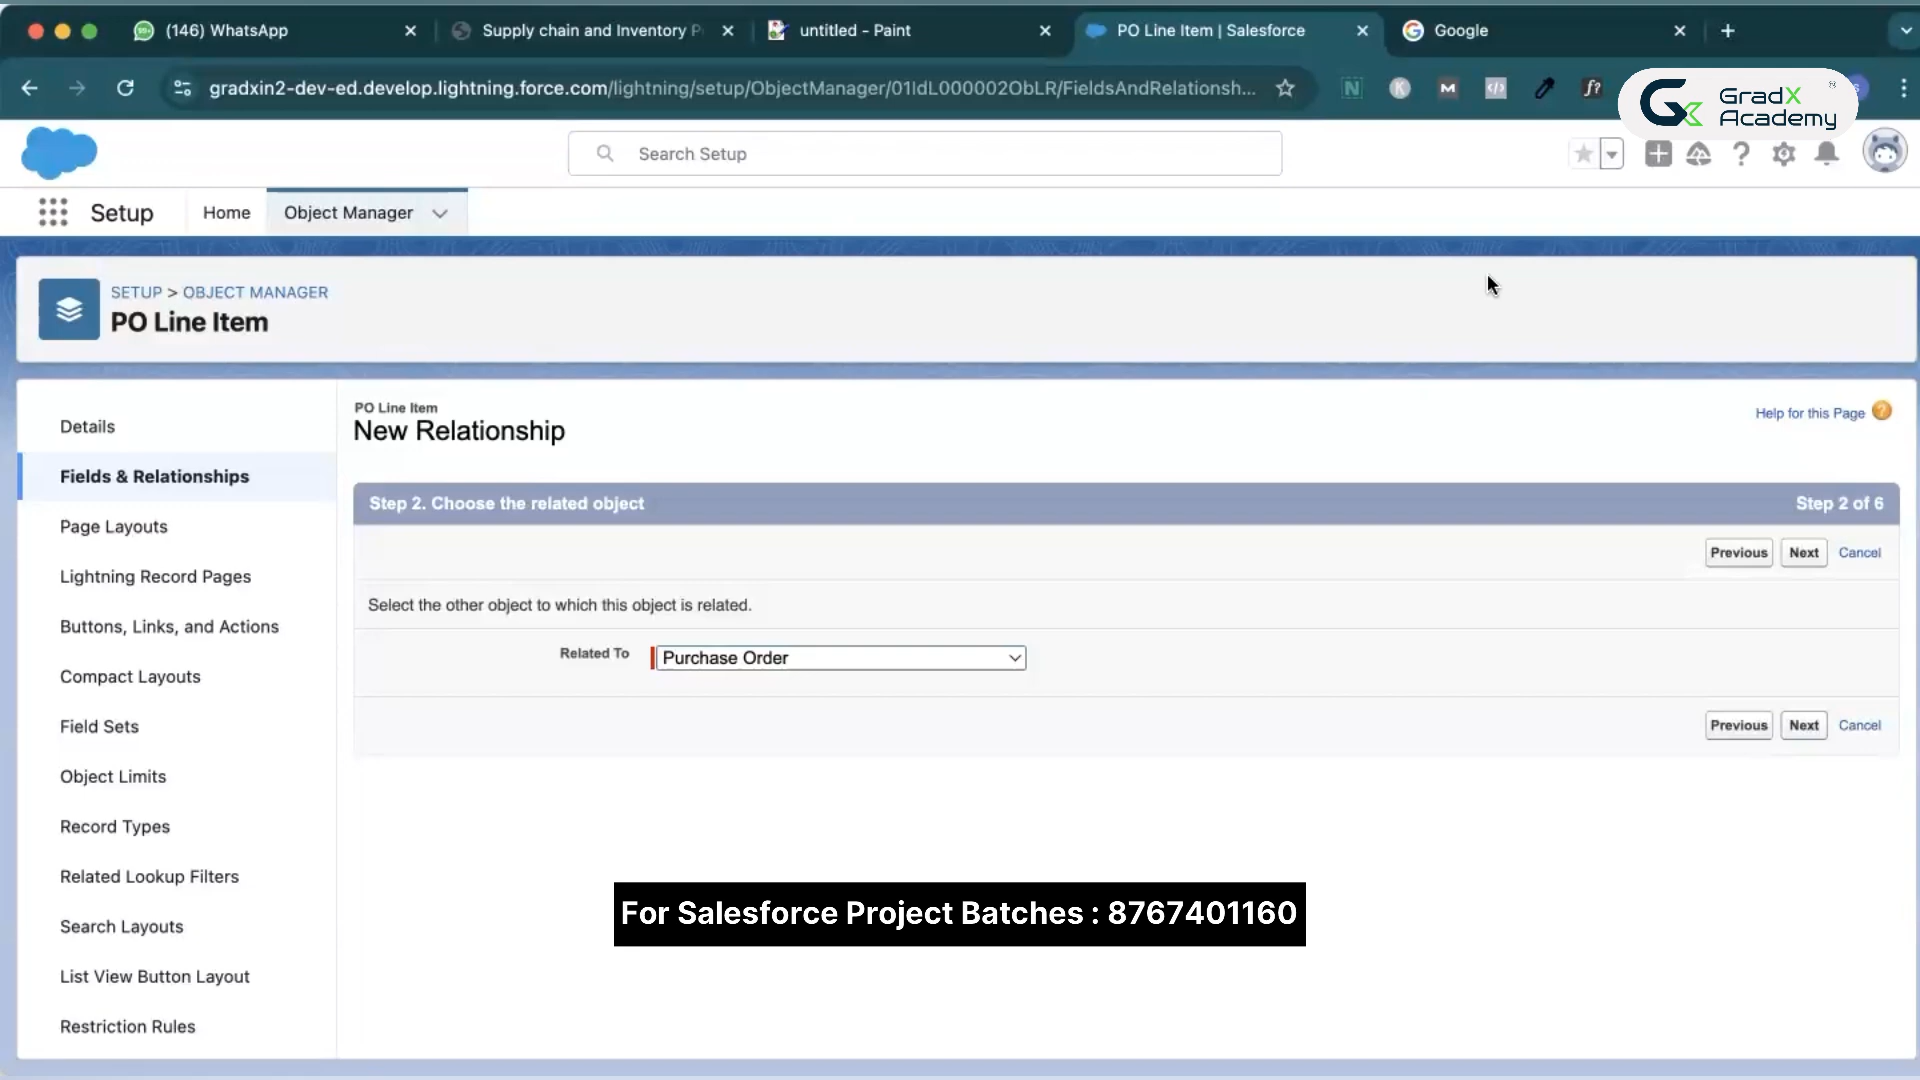 (146) WhatsApp
Supply chain and Inventory P
untitled - Paint
PO Line Item | Salesforce
Google
gradxin2-dev-ed.develop.lightning.force.com/lightning/setup/ObjectManager/01IdL000002ObLR/FieldsAndRelationsh...
GradX Academy
Search Setup
Setup
Home
Object Manager
SETUP > OBJECT MANAGER
PO Line Item
Details
Fields & Relationships
Page Layouts
Lightning Record Pages
Buttons, Links, and Actions
Compact Layouts
Field Sets
Object Limits
Record Types
Related Lookup Filters
Search Layouts
List View Button Layout
Restriction Rules
PO Line Item
New Relationship
Help for this Page
Step 2. Choose the related object
Step 2 of 6
Previous Next Cancel
Select the other object to which this object is related.
Related To Purchase Order
Previous Next Cancel
For Salesforce Project Batches : 8767401160